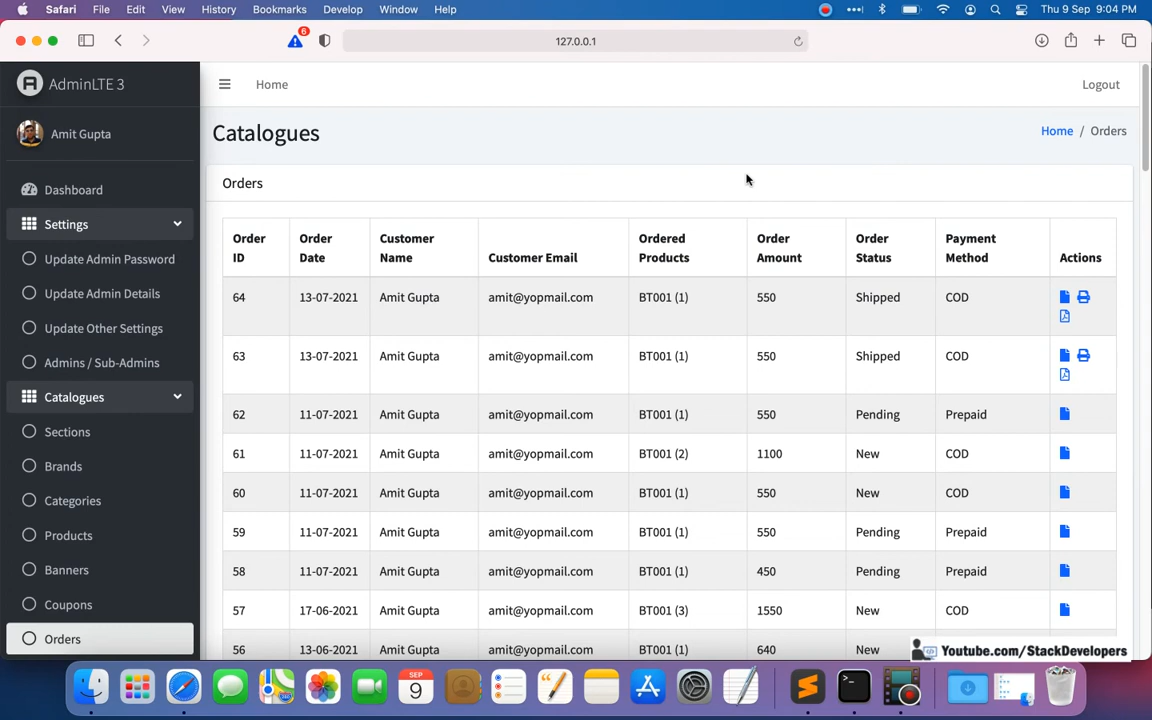 Safari File Edit View History Bookmarks Develop Window Help Thu 9 Sep 9:04 PM
6
127.0.0.1
AdminLTE 3
Home
Logout
Amit Gupta
Catalogues
Home / Orders
Dashboard
Settings
Update Admin Password
Update Admin Details
Update Other Settings
Admins / Sub-Admins
Catalogues
Sections
Brands
Categories
Products
Banners
Coupons
Orders
Orders
Order ID Order Date Customer Name Customer Email Ordered Products Order Amount Order Status Payment Method Actions
64 13-07-2021 Amit Gupta amit@yopmail.com BT001 (1) 550 Shipped COD
63 13-07-2021 Amit Gupta amit@yopmail.com BT001 (1) 550 Shipped COD
62 11-07-2021 Amit Gupta amit@yopmail.com BT001 (1) 550 Pending Prepaid
61 11-07-2021 Amit Gupta amit@yopmail.com BT001 (2) 1100 New COD
60 11-07-2021 Amit Gupta amit@yopmail.com BT001 (1) 550 New COD
59 11-07-2021 Amit Gupta amit@yopmail.com BT001 (1) 550 Pending Prepaid
58 11-07-2021 Amit Gupta amit@yopmail.com BT001 (1) 450 Pending Prepaid
57 17-06-2021 Amit Gupta amit@yopmail.com BT001 (3) 1550 New COD
56 13-06-2021 Amit Gupta amit@yopmail.com BT001 (1) 640 New
Youtube.com/StackDevelopers
SEP
9